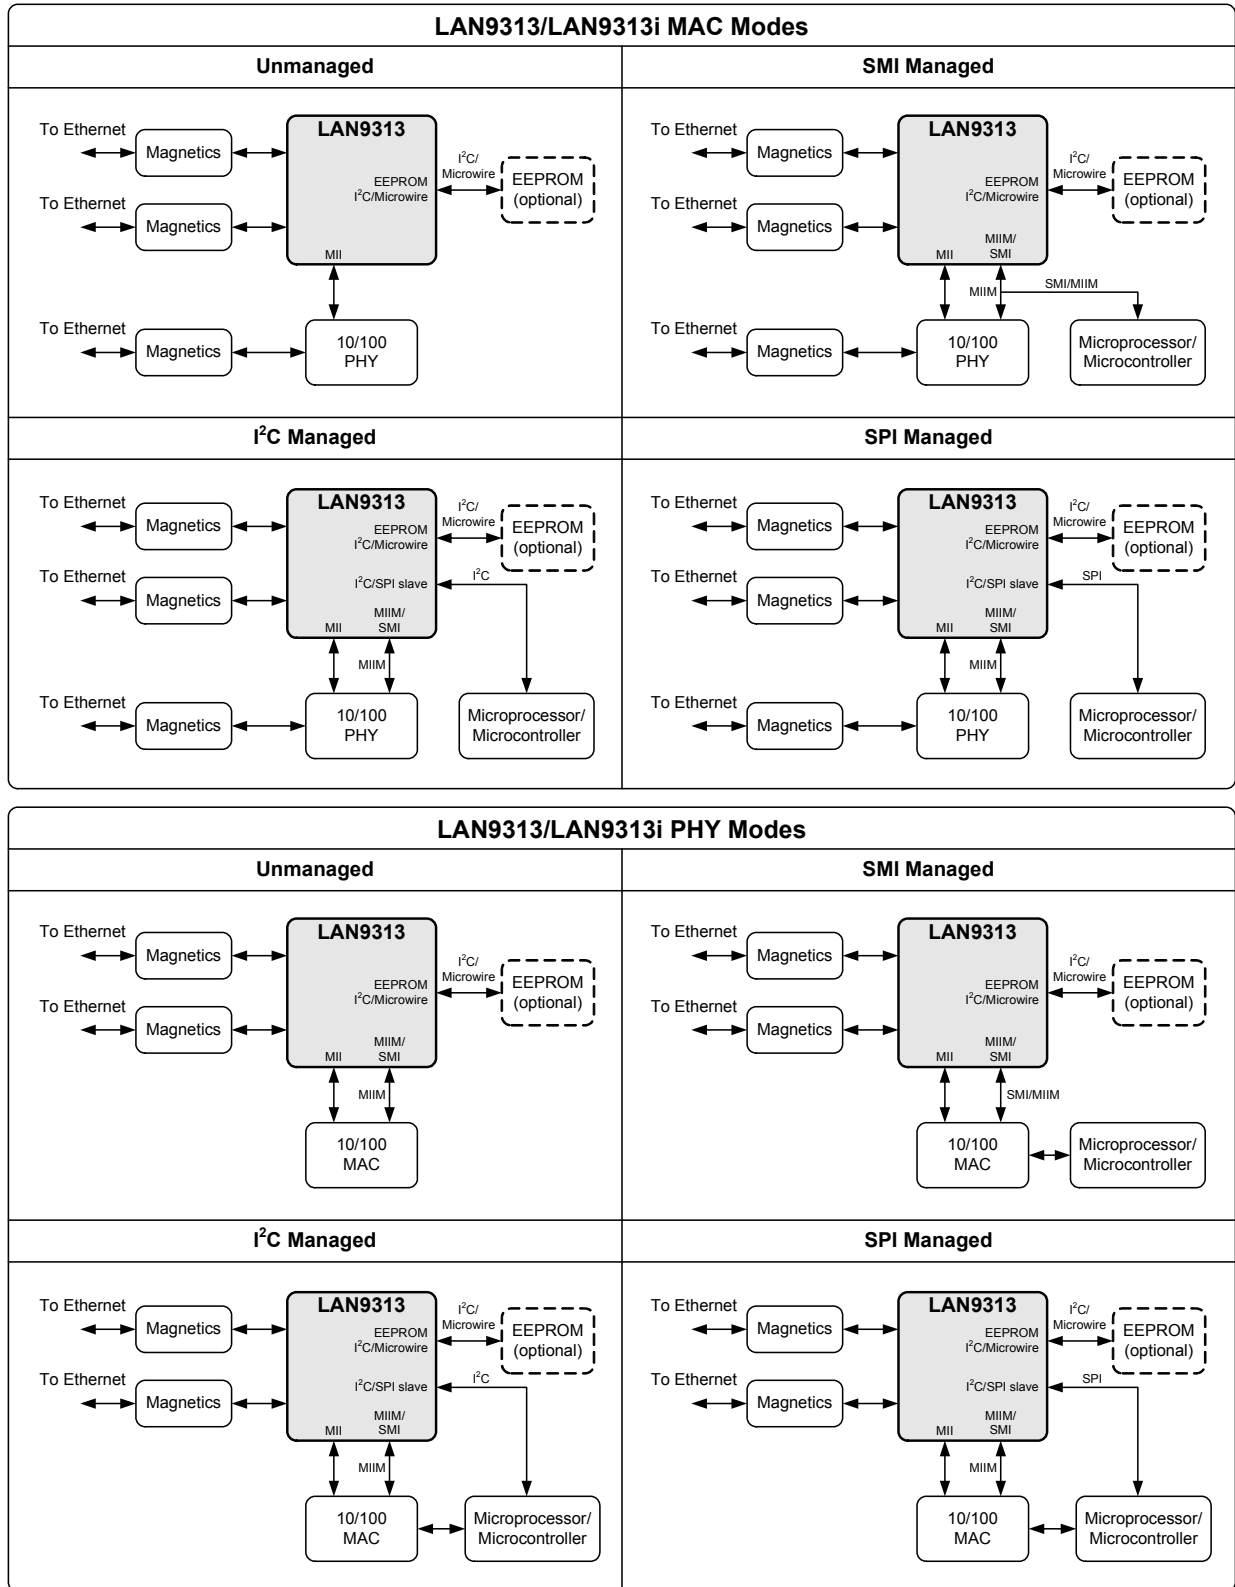 LAN9313/LAN9313i MAC Modes
Unmanaged
To Ethernet
Magnetics
To Ethernet
Magnetics
LAN9313
EEPROM
I²C/Microwire
MII
I²C/
Microwire
EEPROM
(optional)
To Ethernet
Magnetics
10/100
PHY
SMI Managed
To Ethernet
Magnetics
To Ethernet
Magnetics
LAN9313
EEPROM
I²C/Microwire
MII
MIIM/
SMI
I²C/
Microwire
EEPROM
(optional)
MIIM
SMI/MIIM
To Ethernet
Magnetics
10/100
PHY
Microprocessor/
Microcontroller
I²C Managed
To Ethernet
Magnetics
To Ethernet
Magnetics
LAN9313
EEPROM
I²C/Microwire
I²C/SPI slave
MII
MIIM/
SMI
I²C/
Microwire
EEPROM
(optional)
I²C
MIIM
To Ethernet
Magnetics
10/100
PHY
Microprocessor/
Microcontroller
SPI Managed
To Ethernet
Magnetics
To Ethernet
Magnetics
LAN9313
EEPROM
I²C/Microwire
I²C/SPI slave
MII
MIIM/
SMI
I²C/
Microwire
EEPROM
(optional)
SPI
MIIM
To Ethernet
Magnetics
10/100
PHY
Microprocessor/
Microcontroller
LAN9313/LAN9313i PHY Modes
Unmanaged
To Ethernet
Magnetics
To Ethernet
Magnetics
LAN9313
EEPROM
I²C/Microwire
MII
MIIM/
SMI
I²C/
Microwire
EEPROM
(optional)
MIIM
10/100
MAC
SMI Managed
To Ethernet
Magnetics
To Ethernet
Magnetics
LAN9313
EEPROM
I²C/Microwire
MII
MIIM/
SMI
I²C/
Microwire
EEPROM
(optional)
SMI/MIIM
10/100
MAC
Microprocessor/
Microcontroller
I²C Managed
To Ethernet
Magnetics
To Ethernet
Magnetics
LAN9313
EEPROM
I²C/Microwire
I²C/SPI slave
MII
MIIM/
SMI
I²C/
Microwire
EEPROM
(optional)
I²C
MIIM
10/100
MAC
Microprocessor/
Microcontroller
SPI Managed
To Ethernet
Magnetics
To Ethernet
Magnetics
LAN9313
EEPROM
I²C/Microwire
I²C/SPI slave
MII
MIIM/
SMI
I²C/
Microwire
EEPROM
(optional)
SPI
MIIM
10/100
MAC
Microprocessor/
Microcontroller